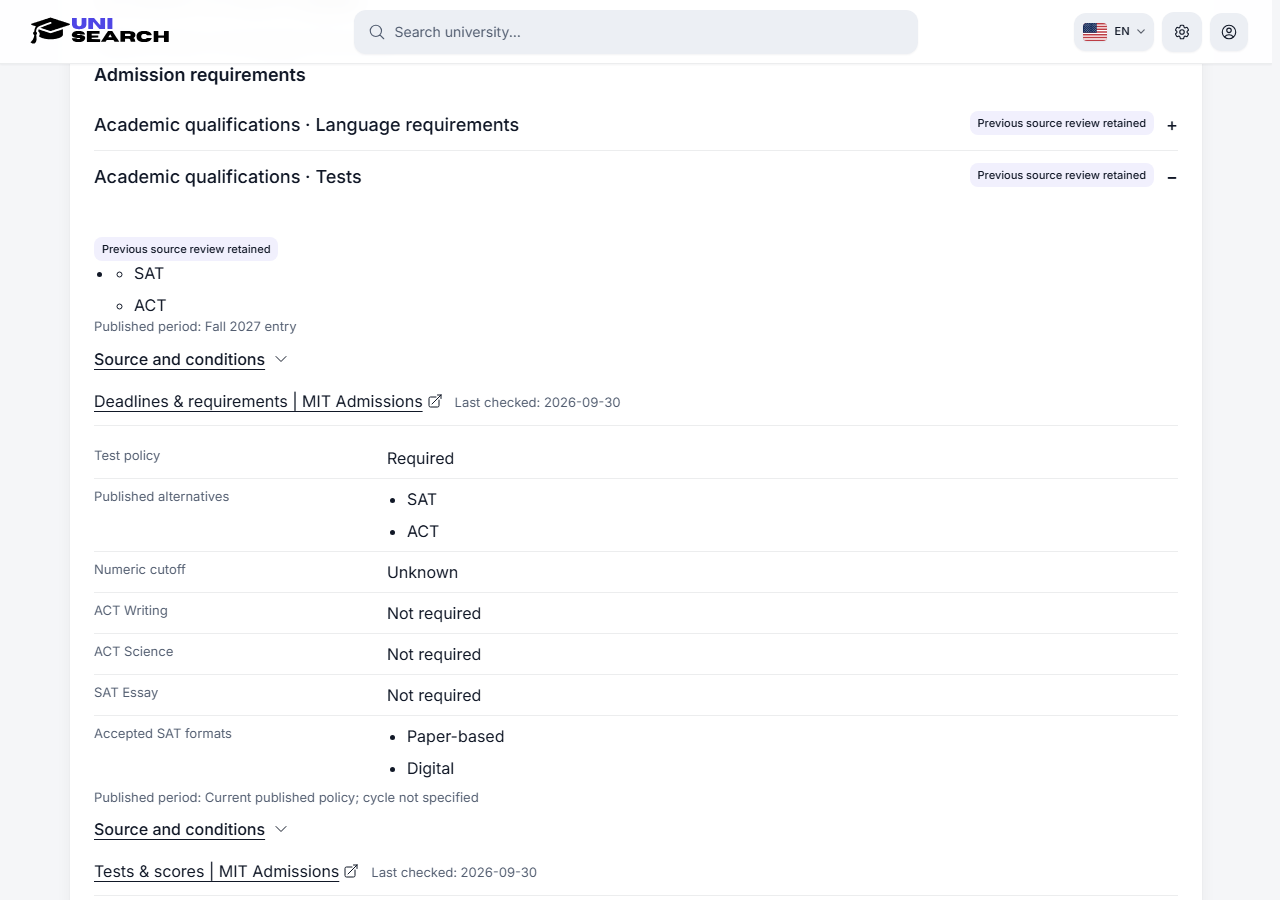 UNI
SEARCH
Search university...
EN
Admission requirements
Academic qualifications · Language requirements
Previous source review retained
+
Academic qualifications · Tests
Previous source review retained
−
Previous source review retained
SAT
ACT
Published period: Fall 2027 entry
Source and conditions
Deadlines & requirements | MIT Admissions
Last checked: 2026-09-30
Test policy
Required
Published alternatives
SAT
ACT
Numeric cutoff
Unknown
ACT Writing
Not required
ACT Science
Not required
SAT Essay
Not required
Accepted SAT formats
Paper-based
Digital
Published period: Current published policy; cycle not specified
Source and conditions
Tests & scores | MIT Admissions
Last checked: 2026-09-30